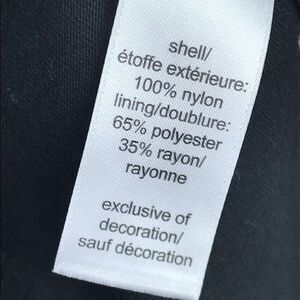 shell/
étoffe extérieure:
100% nylon
lining/doublure:
65% polyester
35% rayon/
rayonne
exclusive of
decoration/
sauf décoration